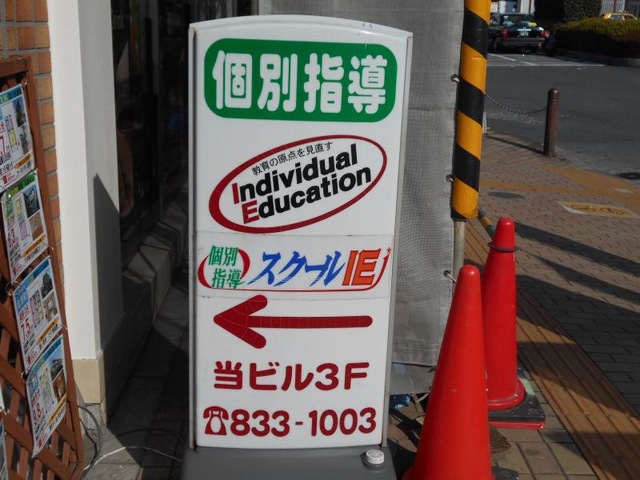 個別指導
教育の原点を見直す
Individual
Education
個別
指導
スクールIE
当ビル3F
☎833-1003